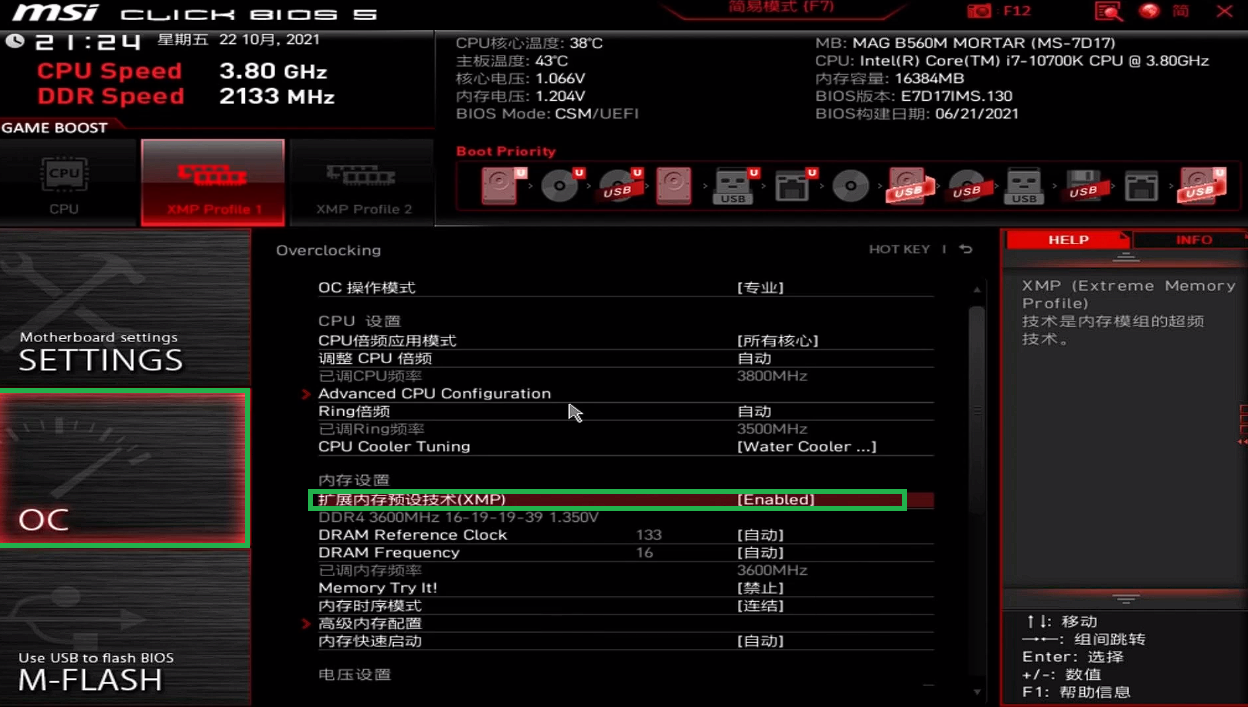 msi CLICK BIOS 5
简易模式 (F7)
F12
简
21:24 星期五 22 10月, 2021
CPU Speed 3.80 GHz
DDR Speed 2133 MHz
CPU核心温度: 38°C
主板温度: 43°C
核心电压: 1.066V
内存电压: 1.204V
BIOS Mode: CSM/UEFI
MB: MAG B560M MORTAR (MS-7D17)
CPU: Intel(R) Core(TM) i7-10700K CPU @ 3.80GHz
内存容量: 16384MB
BIOS版本: E7D17IMS.130
BIOS构建日期: 06/21/2021
GAME BOOST
CPU
CPU
XMP Profile 1
XMP Profile 2
Boot Priority
U U U USB U USB U USB USB USB USB U USB
Motherboard settings
SETTINGS
OC
Use USB to flash BIOS
M-FLASH
Overclocking
HOT KEY
OC 操作模式 [专业]
CPU 设置
CPU倍频应用模式 [所有核心]
调整 CPU 倍频 自动
已调CPU频率 3800MHz
Advanced CPU Configuration
Ring倍频 自动
已调Ring频率 3500MHz
CPU Cooler Tuning [Water Cooler ...]
内存设置
扩展内存预设技术(XMP) [Enabled]
DDR4 3600MHz 16-19-19-39 1.350V
DRAM Reference Clock 133 [自动]
DRAM Frequency 16 [自动]
已调内存频率 3600MHz
Memory Try It! [禁止]
内存时序模式 [连结]
高级内存配置
内存快速启动 [自动]
电压设置
HELP
INFO
XMP (Extreme Memory
Profile)
技术是内存模组的超频
技术。
↑↓: 移动
→←: 组间跳转
Enter: 选择
+/-: 数值
F1: 帮助信息